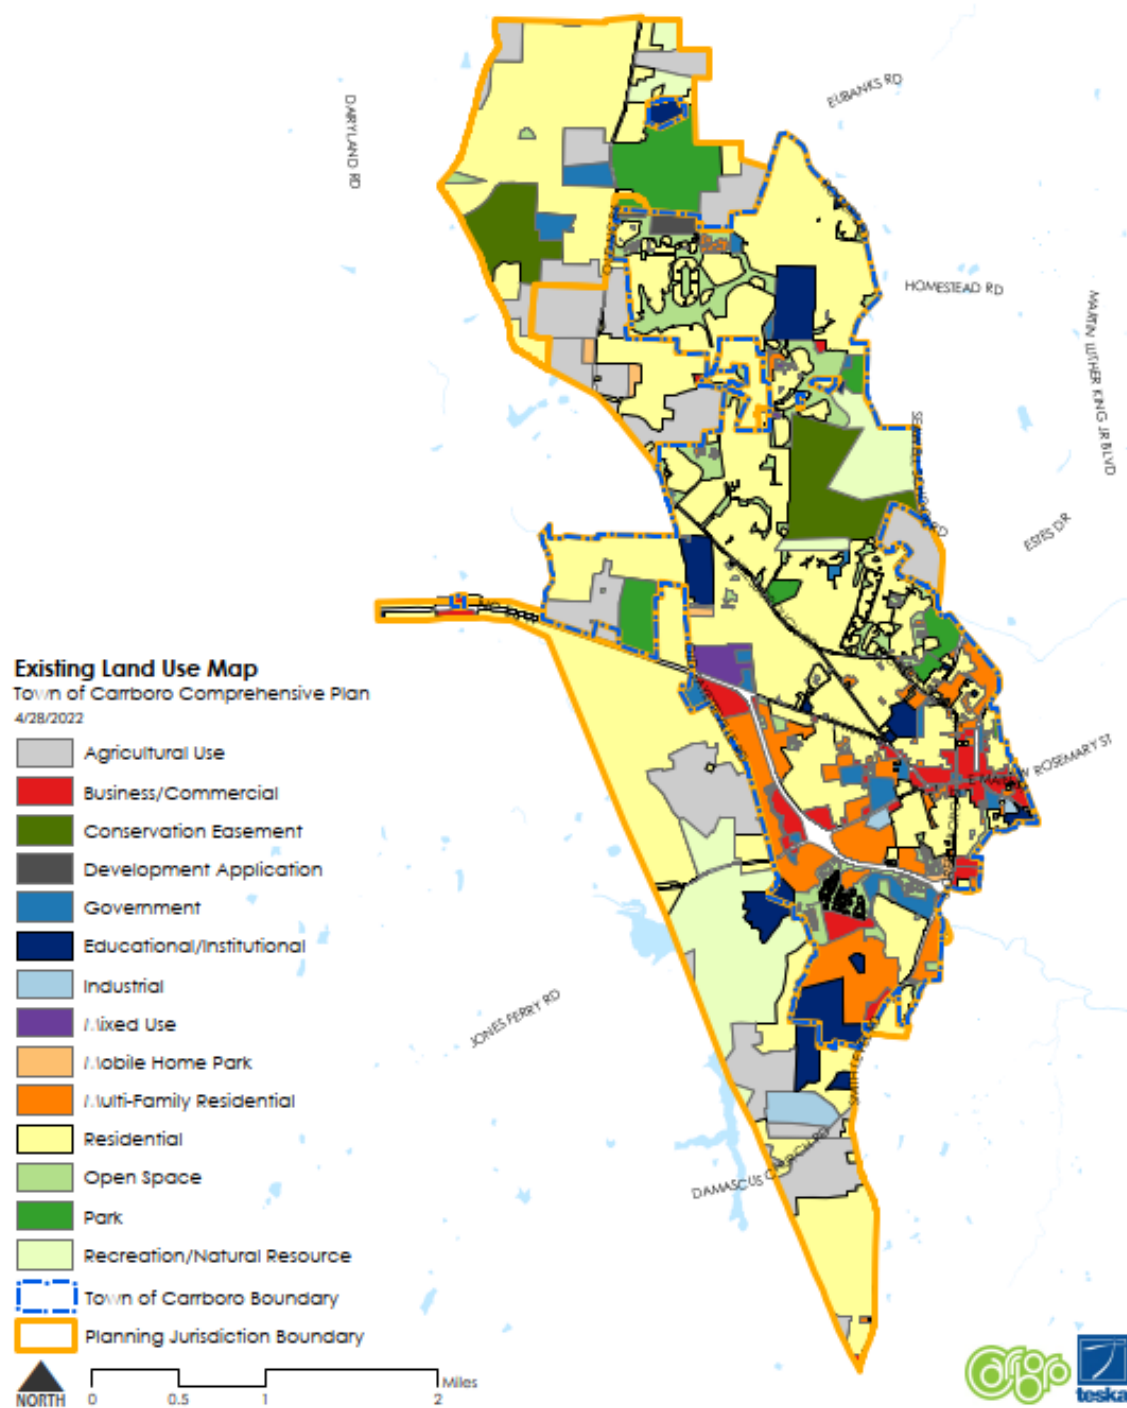 EUBANKS RD
DARYLAND RD
HOMESTEAD RD
MARTIN LUTHER KING JR BLVD
ESTES DR
ROSEMARY ST
JONES FERRY RD
DAMASCUS CHURCH RD
Existing Land Use Map
Town of Carrboro Comprehensive Plan
4/28/2022
Agricultural Use
Business/Commercial
Conservation Easement
Development Application
Government
Educational/Institutional
Industrial
Mixed Use
Mobile Home Park
Multi-Family Residential
Residential
Open Space
Park
Recreation/Natural Resource
Town of Carrboro Boundary
Planning Jurisdiction Boundary
NORTH
0 0.5 1 2
Miles
Carrboro
teska